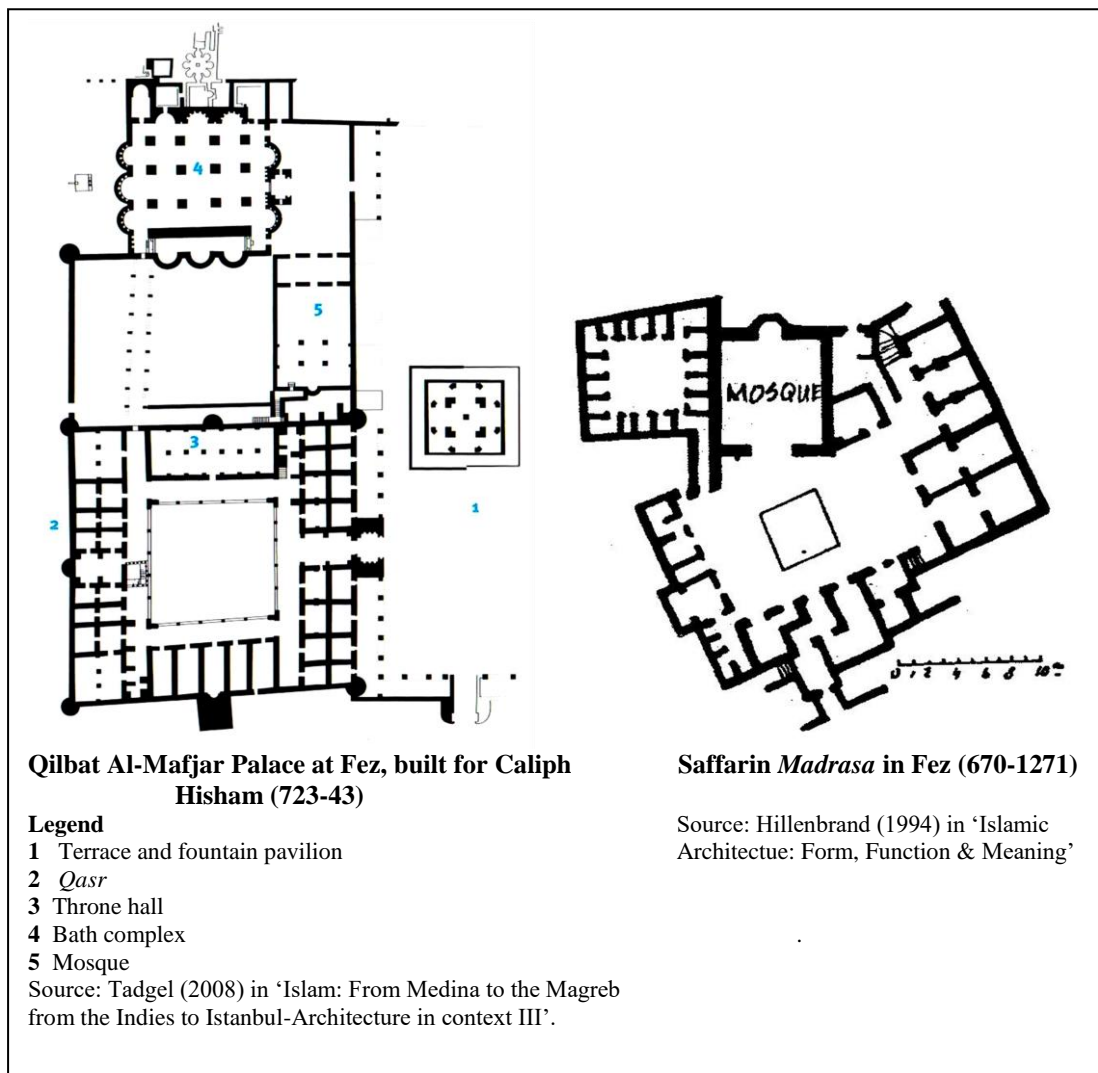 4
5
3
2
1
MOSQUE
0 1 2 4 6 8 10 m
Qilbat Al-Mafjar Palace at Fez, built for Caliph
Hisham (723-43)
Legend
1 Terrace and fountain pavilion
2 Qasr
3 Throne hall
4 Bath complex
5 Mosque
Source: Tadgel (2008) in ‘Islam: From Medina to the Magreb
from the Indies to Istanbul-Architecture in context III’.
Saffarin Madrasa in Fez (670-1271)
Source: Hillenbrand (1994) in ‘Islamic
Architectue: Form, Function & Meaning’
.